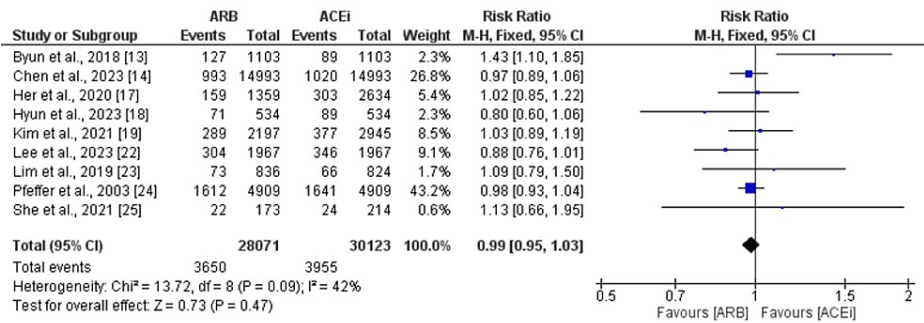 ARB ACEi Risk Ratio Risk Ratio
Study or Subgroup Events Total Events Total Weight M-H, Fixed, 95% CI M-H, Fixed, 95% CI
Byun et al., 2018 [13] 127 1103 89 1103 2.3% 1.43 [1.10, 1.85]
Chen et al., 2023 [14] 993 14993 1020 14993 26.8% 0.97 [0.89, 1.06]
Her et al., 2020 [17] 159 1359 303 2634 5.4% 1.02 [0.85, 1.22]
Hyun et al., 2023 [18] 71 534 89 534 2.3% 0.80 [0.60, 1.06]
Kim et al., 2021 [19] 289 2197 377 2945 8.5% 1.03 [0.89, 1.19]
Lee et al., 2023 [22] 304 1967 346 1967 9.1% 0.88 [0.76, 1.01]
Lim et al., 2019 [23] 73 836 66 824 1.7% 1.09 [0.79, 1.50]
Pfeffer et al., 2003 [24] 1612 4909 1641 4909 43.2% 0.98 [0.93, 1.04]
She et al., 2021 [25] 22 173 24 214 0.6% 1.13 [0.66, 1.95]
Total (95% CI) 28071 30123 100.0% 0.99 [0.95, 1.03]
Total events 3650 3955
Heterogeneity: Chi² = 13.72, df = 8 (P = 0.09); I² = 42%
Test for overall effect: Z = 0.73 (P = 0.47)
0.5 0.7 1 1.5 2
Favours [ARB] Favours [ACEi]